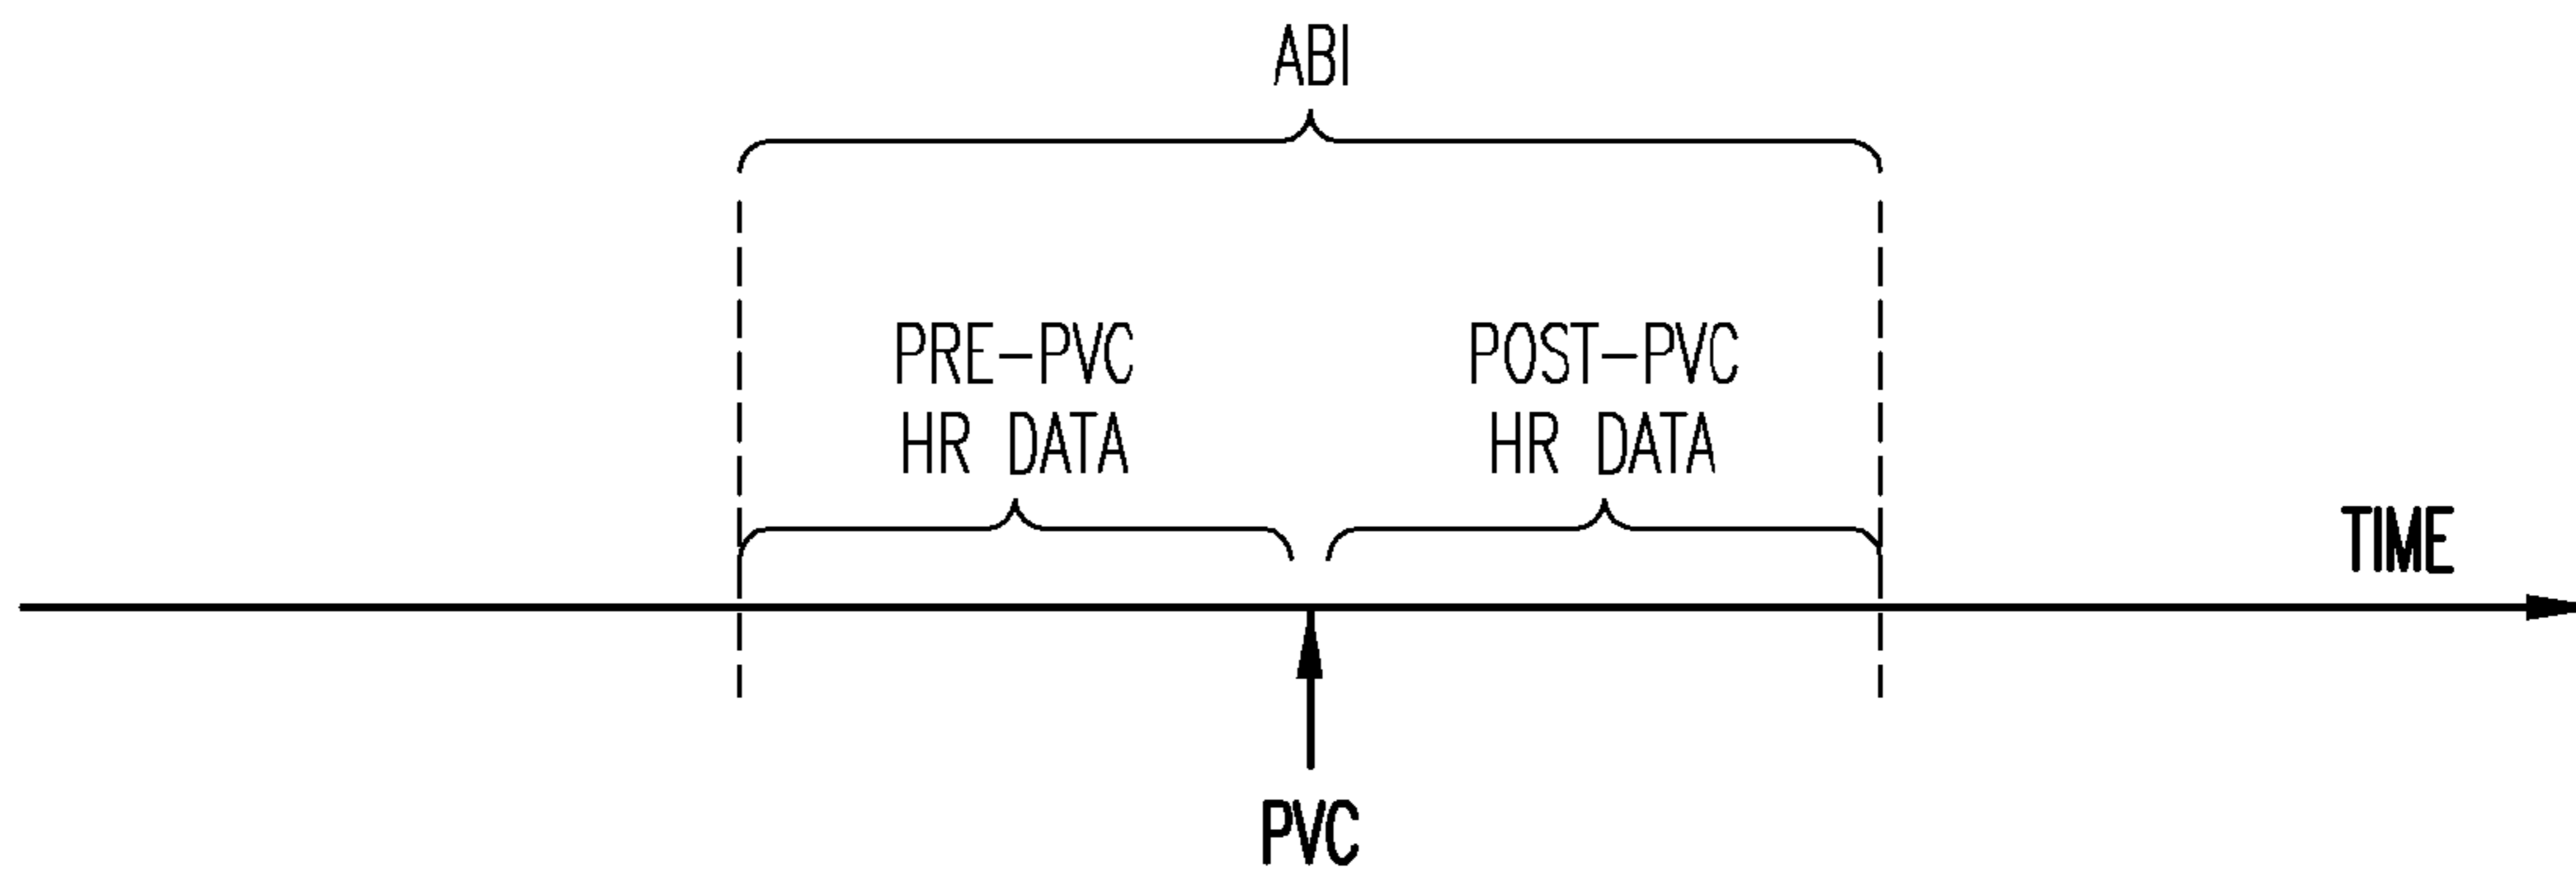 ABI
PRE-PVC
HR DATA
POST-PVC
HR DATA
TIME
PVC